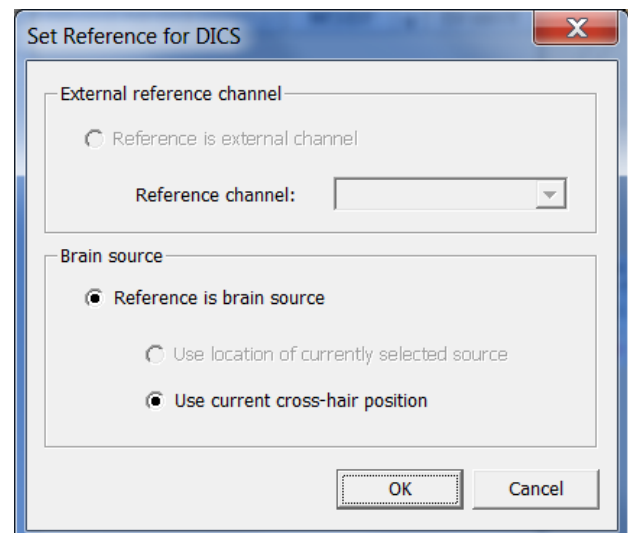 Set Reference for DICS
External reference channel
Reference is external channel
Reference channel:
Brain source
Reference is brain source
Use location of currently selected source
Use current cross-hair position
OK Cancel